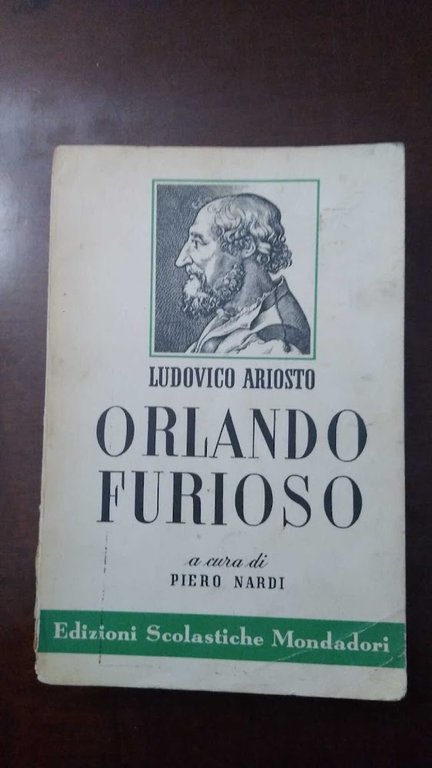 LUDOVICO ARIOSTO
ORLANDO
FURIOSO
a cura di
PIERO NARDI
Edizioni Scolastiche Mondadori